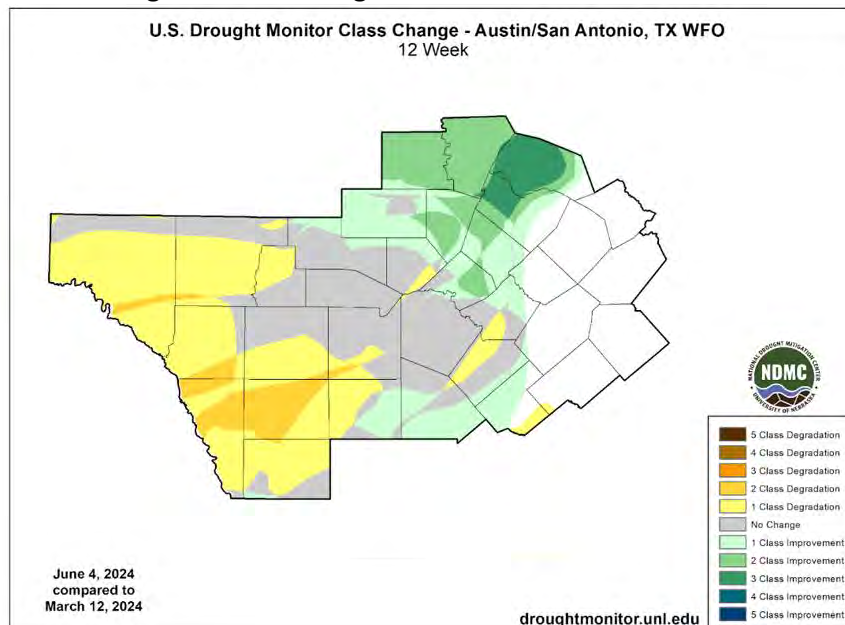 U.S. Drought Monitor Class Change - Austin/San Antonio, TX WFO
12 Week
NATIONAL DROUGHT MITIGATION CENTER
NDMC
UNIVERSITY OF NEBRASKA
5 Class Degradation
4 Class Degradation
3 Class Degradation
2 Class Degradation
1 Class Degradation
No Change
1 Class Improvement
2 Class Improvement
3 Class Improvement
4 Class Improvement
5 Class Improvement
June 4, 2024
compared to
March 12, 2024
droughtmonitor.unl.edu